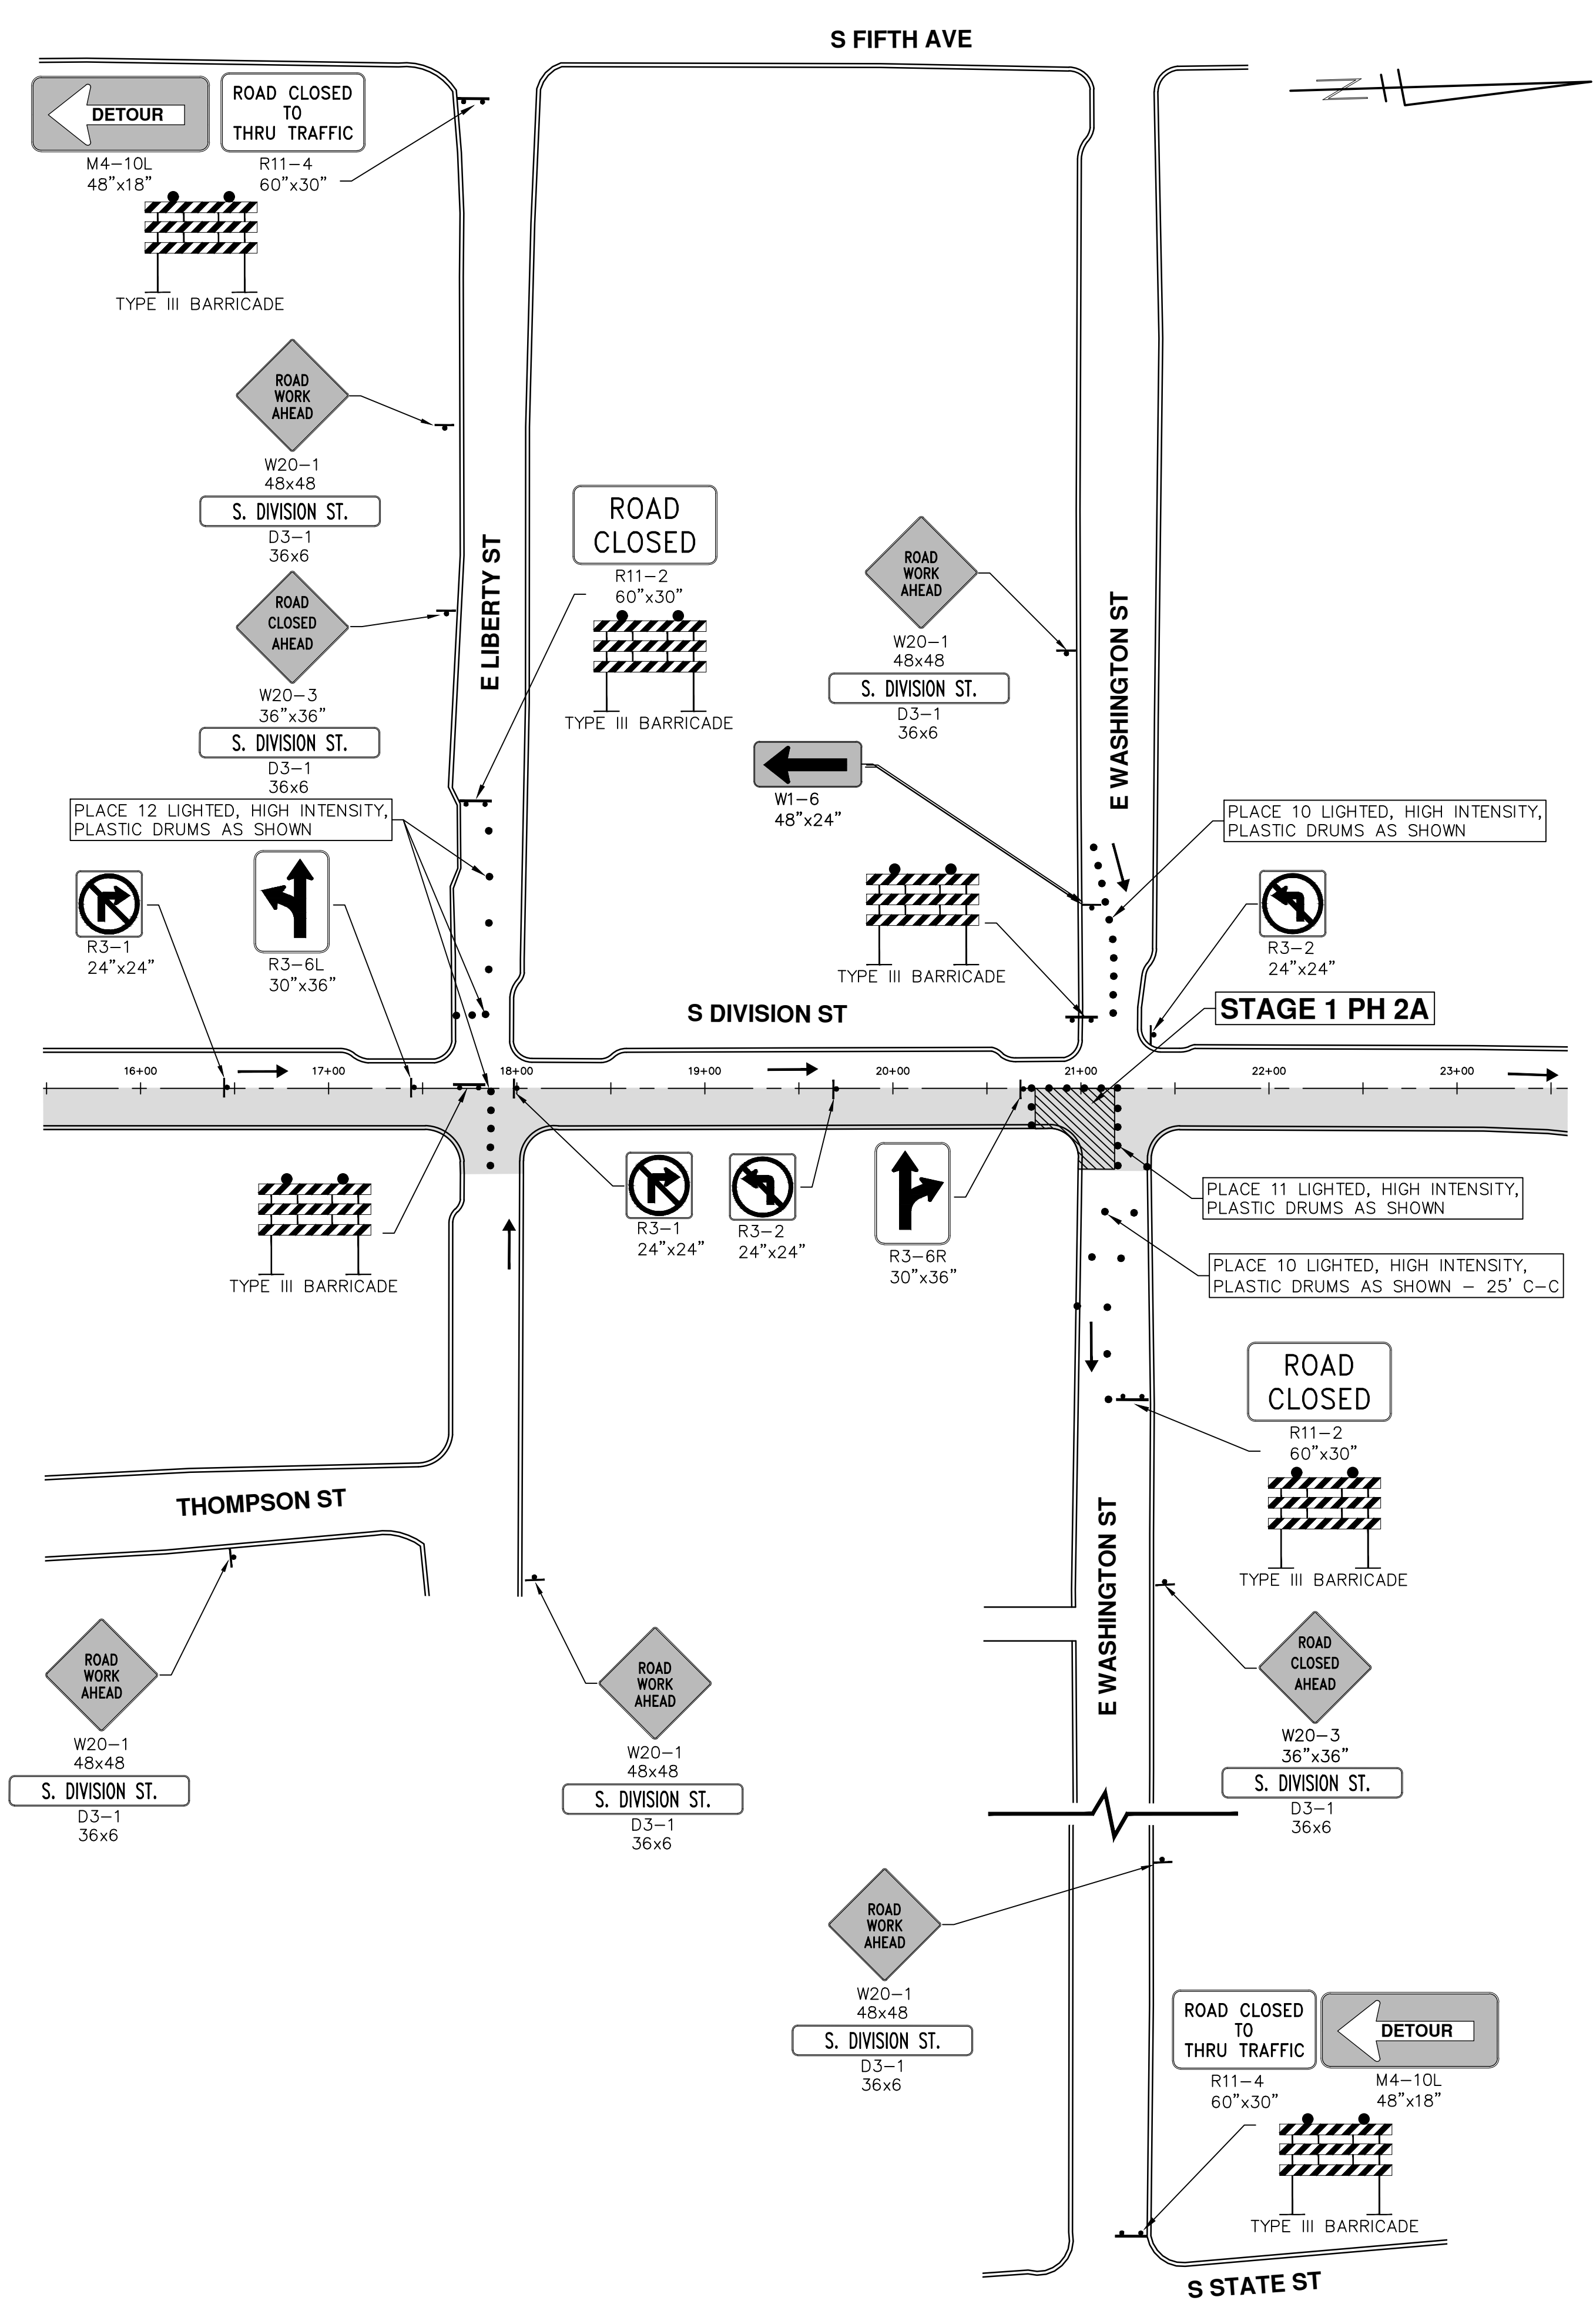 S FIFTH AVE
DETOUR
M4-10L
48"x18"
ROAD CLOSED
TO
THRU TRAFFIC
R11-4
60"x30"
TYPE III BARRICADE
N
ROAD
WORK
AHEAD
W20-1
48x48
S. DIVISION ST.
D3-1
36x6
ROAD
CLOSED
AHEAD
W20-3
36"x36"
S. DIVISION ST.
D3-1
36x6
E LIBERTY ST
ROAD
CLOSED
R11-2
60"x30"
TYPE III BARRICADE
ROAD
WORK
AHEAD
W20-1
48x48
S. DIVISION ST.
D3-1
36x6
E WASHINGTON ST
W1-6
48"x24"
TYPE III BARRICADE
PLACE 12 LIGHTED, HIGH INTENSITY,
PLASTIC DRUMS AS SHOWN
PLACE 10 LIGHTED, HIGH INTENSITY,
PLASTIC DRUMS AS SHOWN
R3-1
24"x24"
R3-6L
30"x36"
R3-2
24"x24"
S DIVISION ST
STAGE 1 PH 2A
16+00
17+00
18+00
19+00
20+00
21+00
22+00
23+00
TYPE III BARRICADE
R3-1
24"x24"
R3-2
24"x24"
R3-6R
30"x36"
PLACE 11 LIGHTED, HIGH INTENSITY,
PLASTIC DRUMS AS SHOWN
PLACE 10 LIGHTED, HIGH INTENSITY,
PLASTIC DRUMS AS SHOWN - 25' C-C
ROAD
CLOSED
R11-2
60"x30"
TYPE III BARRICADE
THOMPSON ST
E WASHINGTON ST
ROAD
WORK
AHEAD
W20-1
48x48
S. DIVISION ST.
D3-1
36x6
ROAD
WORK
AHEAD
W20-1
48x48
S. DIVISION ST.
D3-1
36x6
ROAD
CLOSED
AHEAD
W20-3
36"x36"
S. DIVISION ST.
D3-1
36x6
ROAD
WORK
AHEAD
W20-1
48x48
S. DIVISION ST.
D3-1
36x6
ROAD CLOSED
TO
THRU TRAFFIC
R11-4
60"x30"
DETOUR
M4-10L
48"x18"
TYPE III BARRICADE
S STATE ST